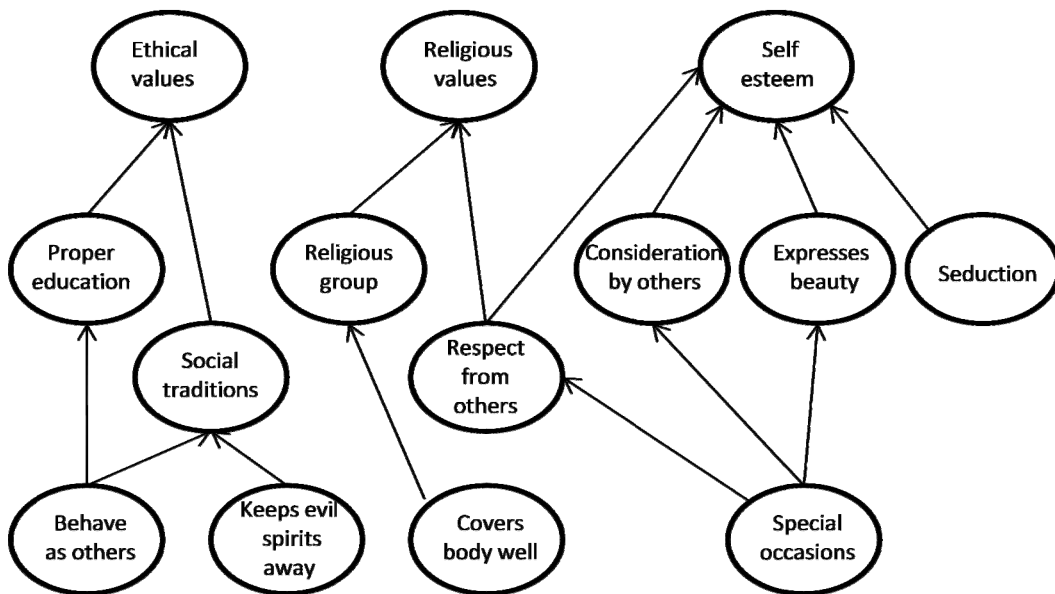 Ethical
values
Religious
values
Self
esteem
Proper
education
Religious
group
Consideration
by others
Expresses
beauty
Seduction
Social
traditions
Respect
from
others
Behave
as others
Keeps evil
spirits
away
Covers
body well
Special
occasions